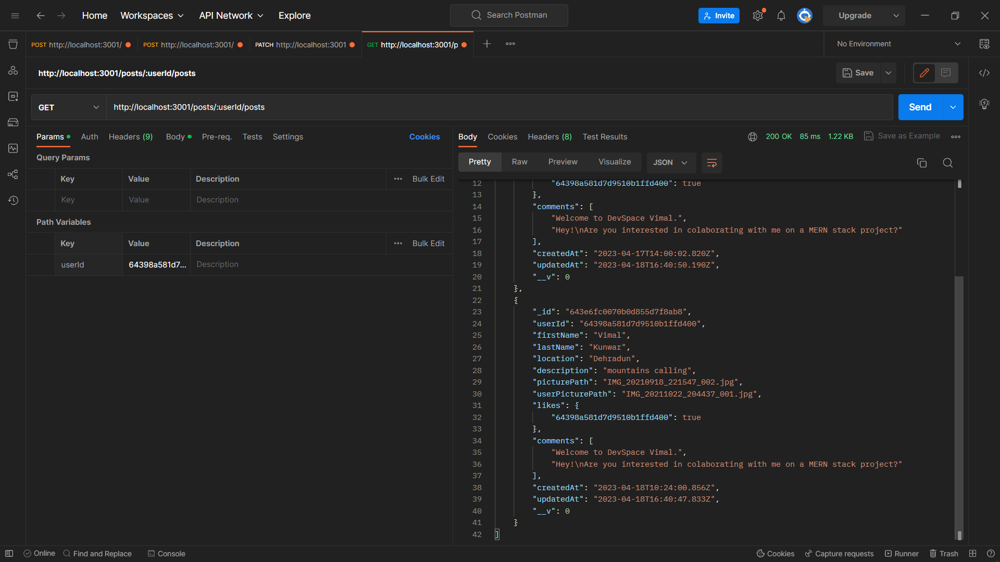 Home Workspaces API Network Explore Search Postman Invite Upgrade
POST http://localhost:3001/ POST http://localhost:3001/ PATCH http://localhost:3001 GET http://localhost:3001/p No Environment
http://localhost:3001/posts/:userId/posts Save
GET http://localhost:3001/posts/:userId/posts Send
Params Auth Headers (9) Body Pre-req. Tests Settings Cookies
Query Params
Key Value Description Bulk Edit
Key Value Description
Path Variables
Key Value Description Bulk Edit
userId 64398a581d7... Description
Body Cookies Headers (8) Test Results 200 OK 85 ms 1.22 KB Save as Example
Pretty Raw Preview Visualize JSON
12 "64398a581d7d9510b1ffd400": true
13 },
14 "comments": [
15 "Welcome to DevSpace Vimal.",
16 "Hey!\nAre you interested in colaborating with me on a MERN stack project?"
17 ],
18 "createdAt": "2023-04-17T14:00:02.820Z",
19 "updatedAt": "2023-04-18T16:40:50.190Z",
20 "__v": 0
21 },
22 {
23 "_id": "643e6fc0070b0d855d7f8ab8",
24 "userId": "64398a581d7d9510b1ffd400",
25 "firstName": "Vimal",
26 "lastName": "Kunwar",
27 "location": "Dehradun",
28 "description": "mountains calling",
29 "picturePath": "IMG_20210918_221547_002.jpg",
30 "userPicturePath": "IMG_20211022_204437_001.jpg",
31 "likes": {
32 "64398a581d7d9510b1ffd400": true
33 },
34 "comments": [
35 "Welcome to DevSpace Vimal.",
36 "Hey!\nAre you interested in colaborating with me on a MERN stack project?"
37 ],
38 "createdAt": "2023-04-18T10:24:00.856Z",
39 "updatedAt": "2023-04-18T16:40:47.833Z",
40 "__v": 0
41 }
42 ]
Online Find and Replace Console Cookies Capture requests Runner Trash